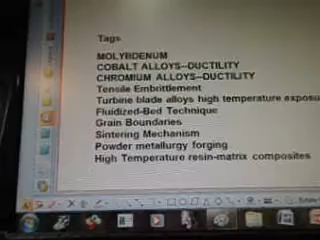 Tags
MOLYBDENUM
COBALT ALLOYS--DUCTILITY
CHROMIUM ALLOYS--DUCTILITY
Tensile Embrittlement
Turbine blade alloys high temperature exposu
Fluidized-Bed Technique
Grain Boundaries
Sintering Mechanism
Powder metallurgy forging
High Temperature resin-matrix composites